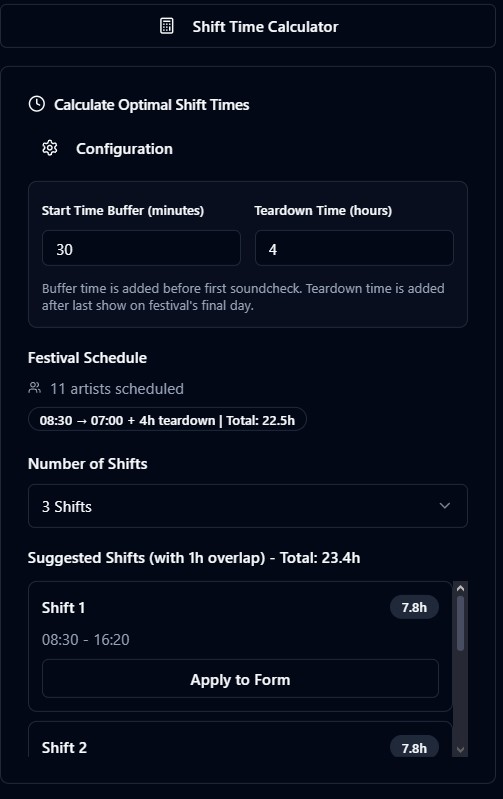 Shift Time Calculator
Calculate Optimal Shift Times
Configuration
Start Time Buffer (minutes)
Teardown Time (hours)
30
4
Buffer time is added before first soundcheck. Teardown time is added
after last show on festival's final day.
Festival Schedule
11 artists scheduled
08:30 → 07:00 + 4h teardown | Total: 22.5h
Number of Shifts
3 Shifts
Suggested Shifts (with 1h overlap) - Total: 23.4h
Shift 1
7.8h
08:30 - 16:20
Apply to Form
Shift 2
7.8h